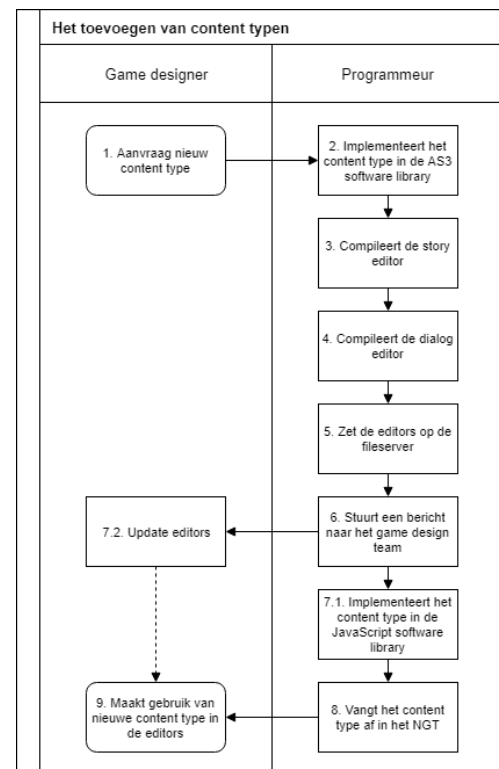 Het toevoegen van content typen
Game designer
Programmeur
1. Aanvraag nieuw
content type
2. Implementeert het
content type in de AS3
software library
3. Compileert de story
editor
4. Compileert de dialog
editor
5. Zet de editors op de
fileserver
6. Stuurt een bericht
naar het game design
team
7.2. Update editors
7.1. Implementeert het
content type in de
JavaScript software
library
8. Vangt het content
type af in het NGT
9. Maakt gebruik van
nieuwe content type in
de editors